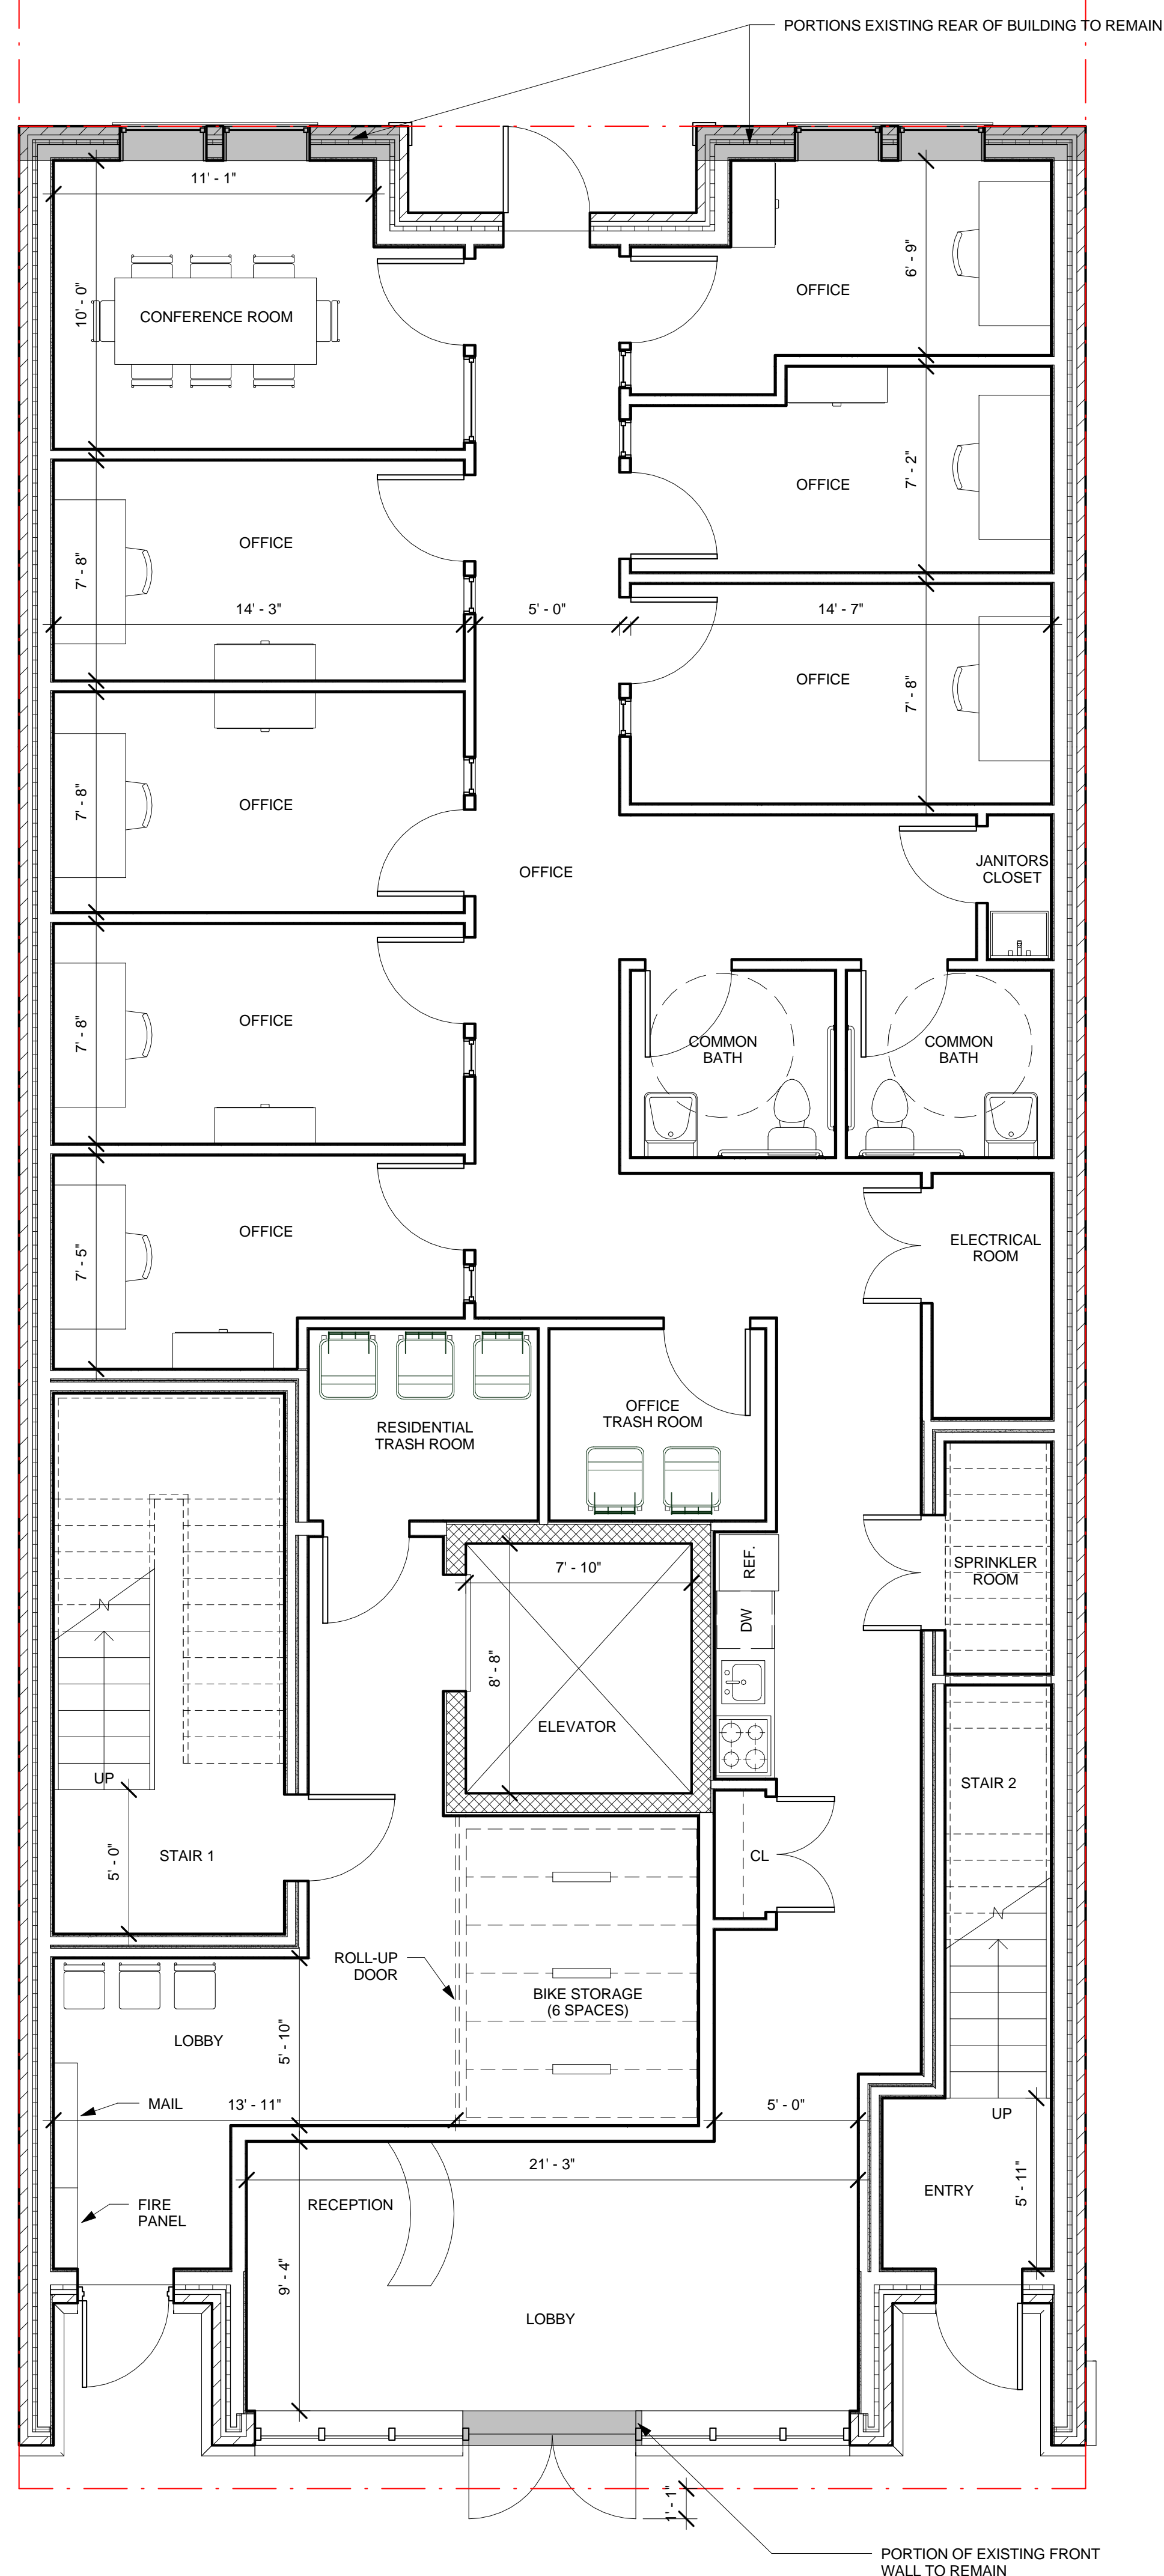 PORTIONS EXISTING REAR OF BUILDING TO REMAIN
11' - 1"
10' - 0"
CONFERENCE ROOM
OFFICE
6' - 9"
OFFICE
7' - 2"
OFFICE
7' - 8"
14' - 3"
5' - 0"
14' - 7"
OFFICE
7' - 8"
OFFICE
7' - 8"
OFFICE
JANITORS
CLOSET
OFFICE
7' - 8"
COMMON
BATH
COMMON
BATH
OFFICE
7' - 5"
ELECTRICAL
ROOM
RESIDENTIAL
TRASH ROOM
OFFICE
TRASH ROOM
7' - 10"
8' - 8"
ELEVATOR
REF.
DW
SPRINKLER
ROOM
UP
5' - 0"
STAIR 1
CL
STAIR 2
ROLL-UP
DOOR
BIKE STORAGE
(6 SPACES)
LOBBY
5' - 10"
MAIL
13' - 11"
5' - 0"
UP
21' - 3"
FIRE
PANEL
RECEPTION
ENTRY
5' - 11"
9' - 4"
LOBBY
1' - 1"
PORTION OF EXISTING FRONT
WALL TO REMAIN